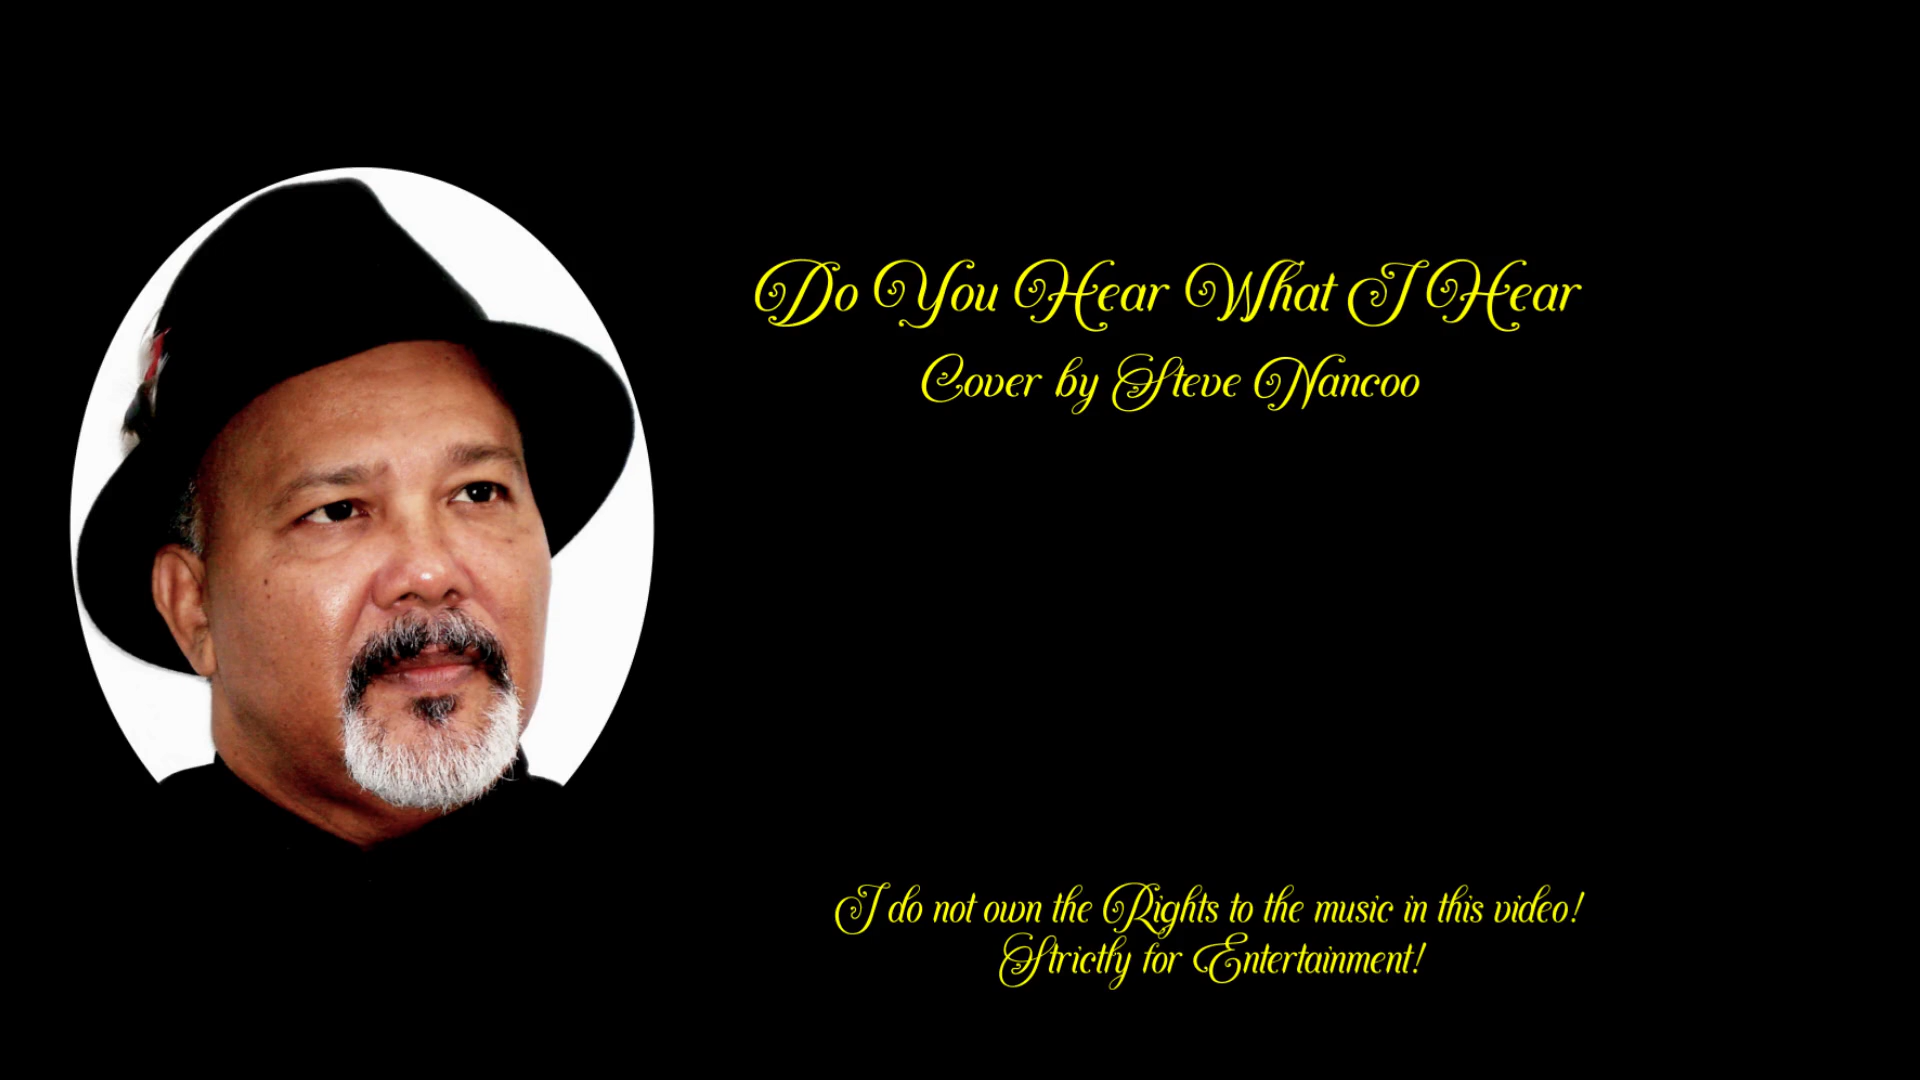 Do You Hear What I Hear
Cover by Steve Nancoo
I do not own the Rights to the music in this video!
Strictly for Entertainment!